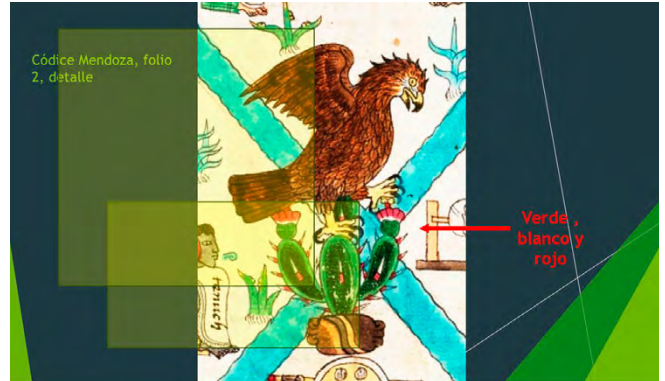 Códice Mendoza, folio
2, detalle
Verde ,
blanco y
rojo